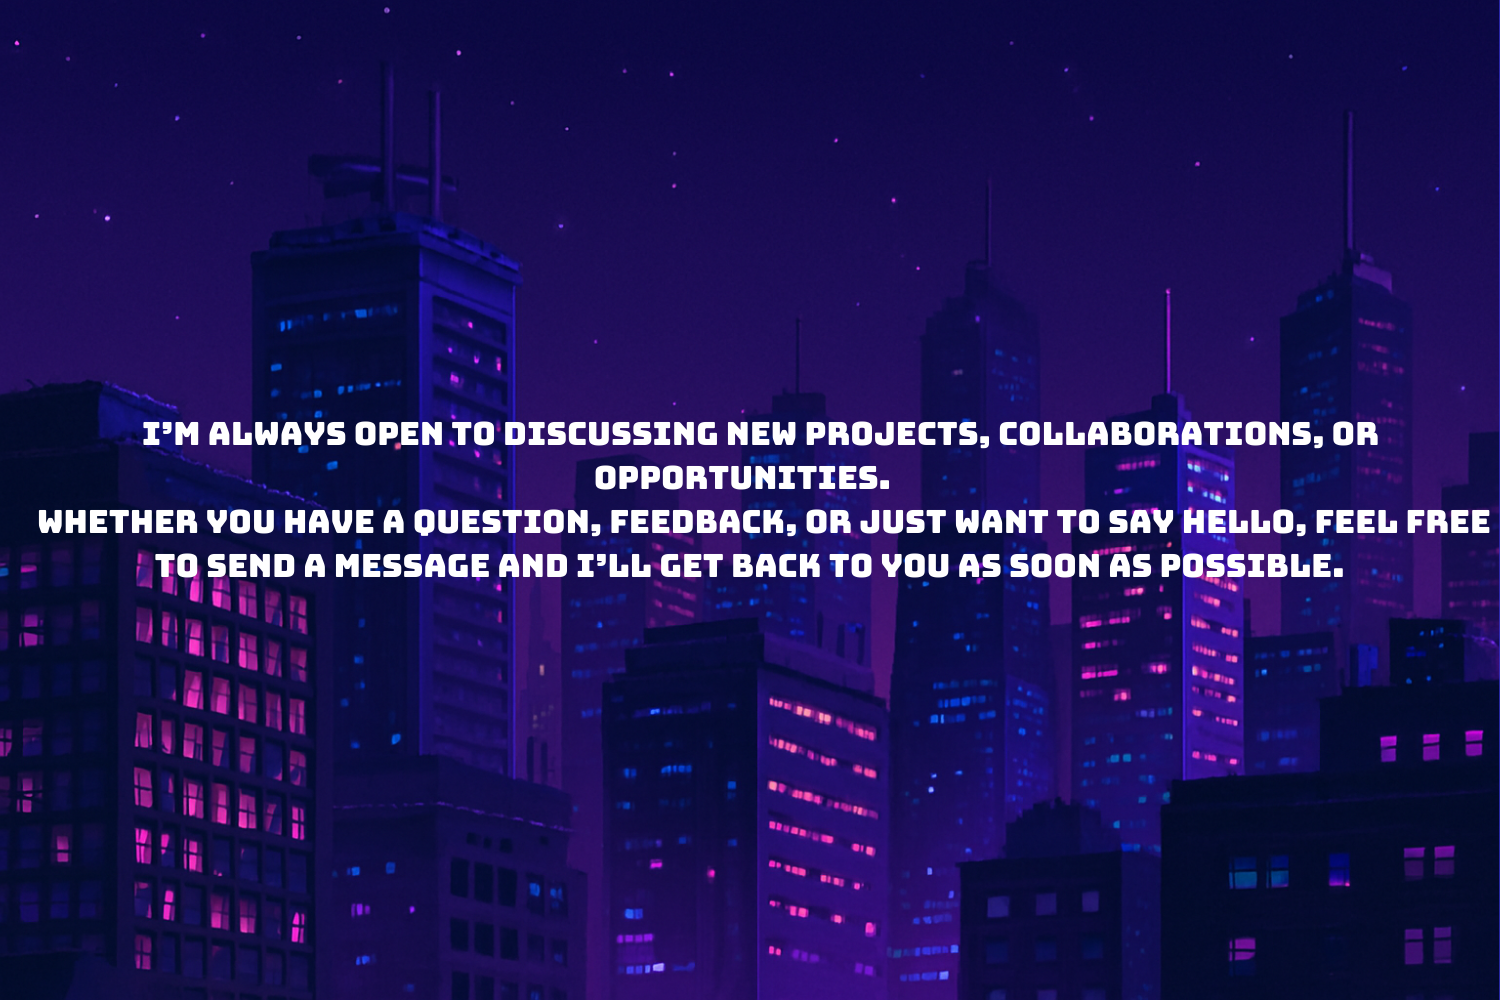 I'M ALWAYS OPEN TO DISCUSSING NEW PROJECTS, COLLABORATIONS, OR
OPPORTUNITIES.
WHETHER YOU HAVE A QUESTION, FEEDBACK, OR JUST WANT TO SAY HELLO, FEEL FREE
TO SEND A MESSAGE AND I'LL GET BACK TO YOU AS SOON AS POSSIBLE.